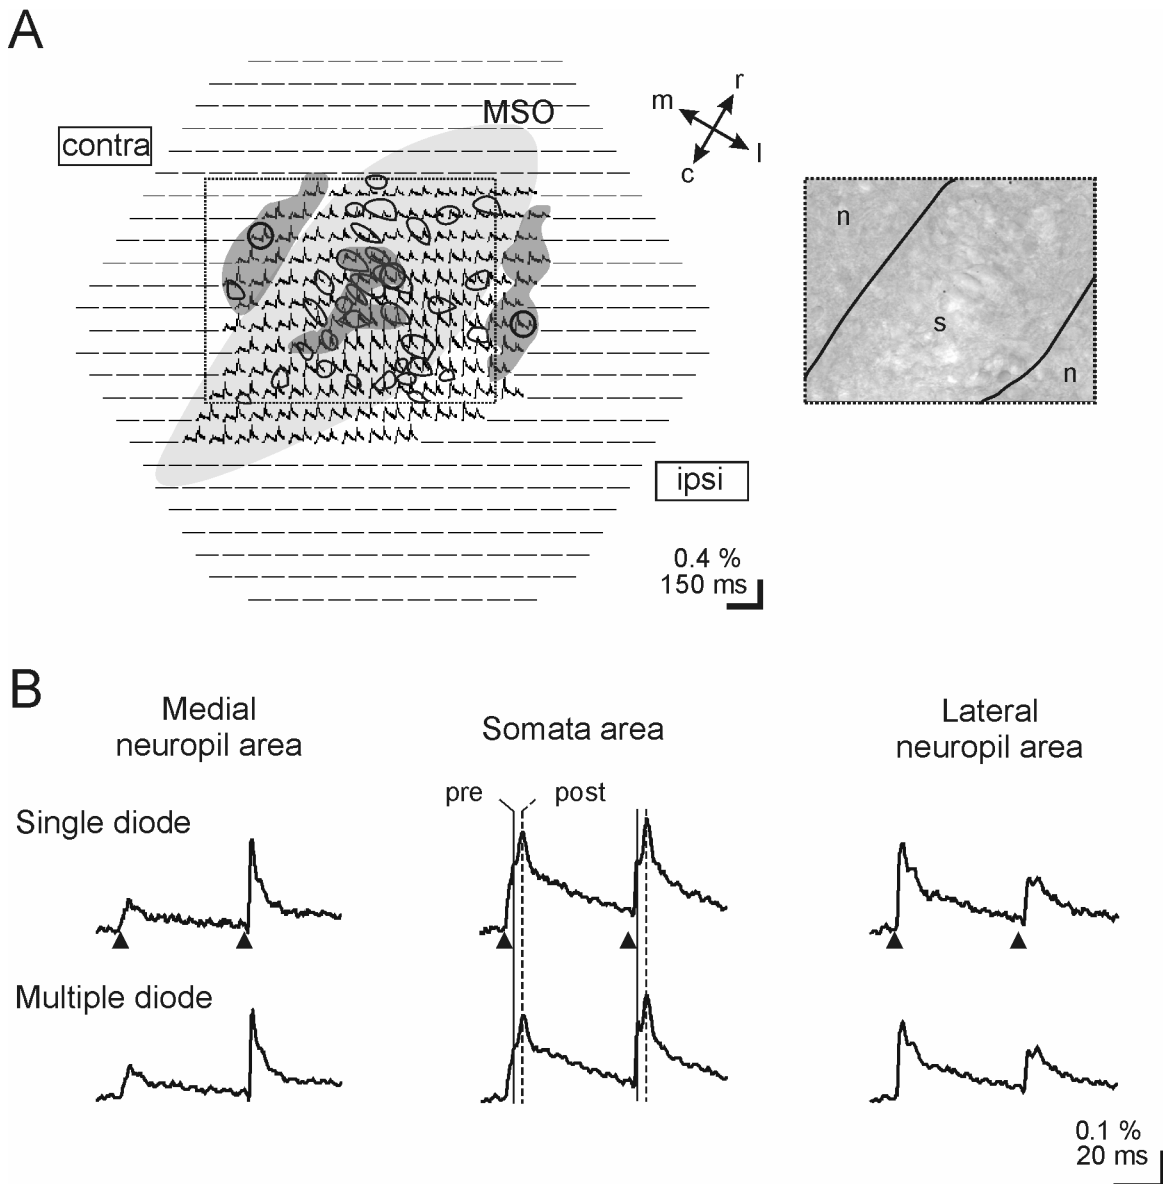 A
MSO
contra
r
m
l
c
n
s
n
ipsi
0.4 %
150 ms
B
Medial
neuropil area
Somata area
Lateral
neuropil area
pre
post
Single diode
Multiple diode
0.1 %
20 ms